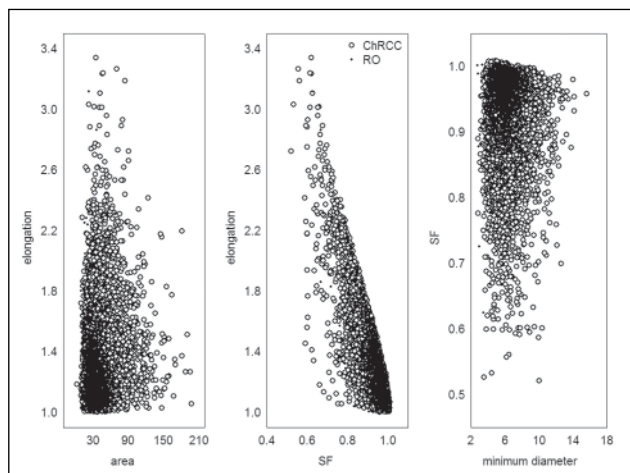 3.4
3.0
2.6
2.2
1.8
1.4
1.0
elongation
30 90 150 210
area
3.4
3.0
2.6
2.2
1.8
1.4
1.0
elongation
0.4 0.6 0.8 1.0
SF
ChRCC
RO
1.0
0.9
0.8
0.7
0.6
0.5
SF
2 6 10 14 18
minimum diameter